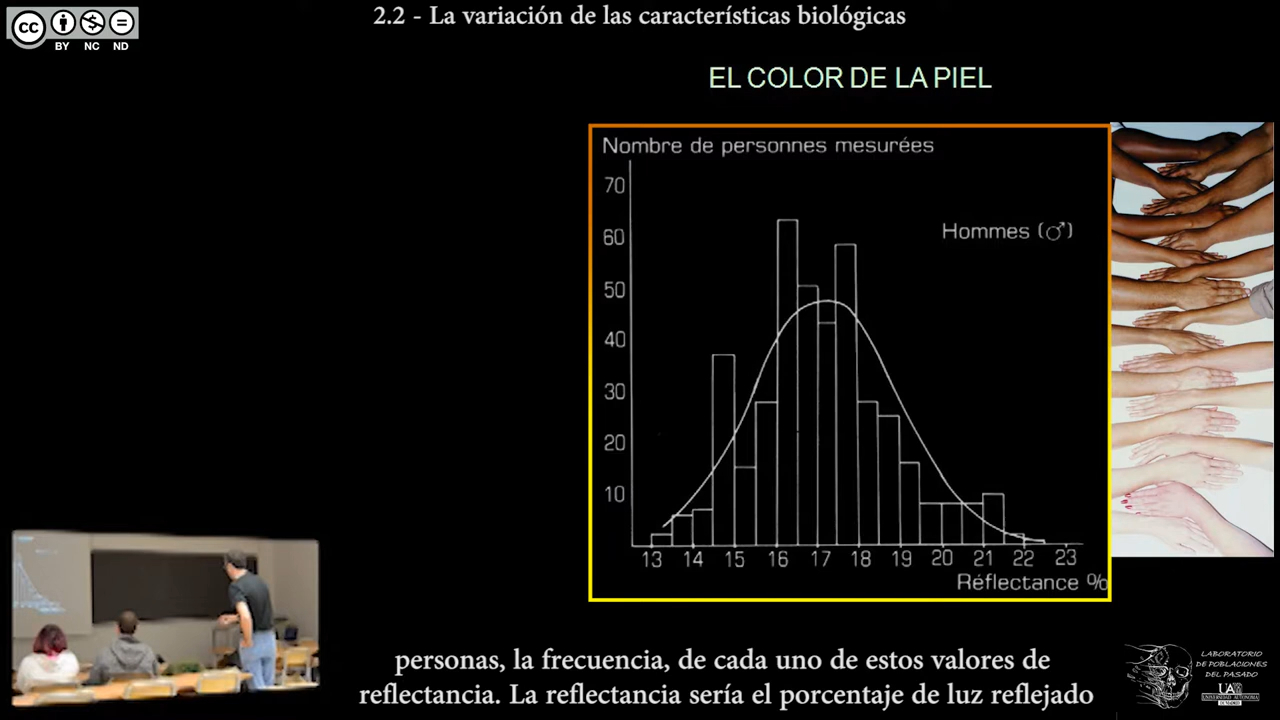 2.2 - La variación de las características biológicas
BY NC ND
EL COLOR DE LA PIEL
Nombre de personnes mesurées
Hommes (♂)
70
60
50
40
30
20
10
13 14 15 16 17 18 19 20 21 22 23
Réflectance %
personas, la frecuencia, de cada uno de estos valores de
reflectancia. La reflectancia sería el porcentaje de luz reflejado
LABORATORIO
DE POBLACIONES
DEL PASADO
UA
UNIVERSIDAD AUTONOMA
DE MADRID